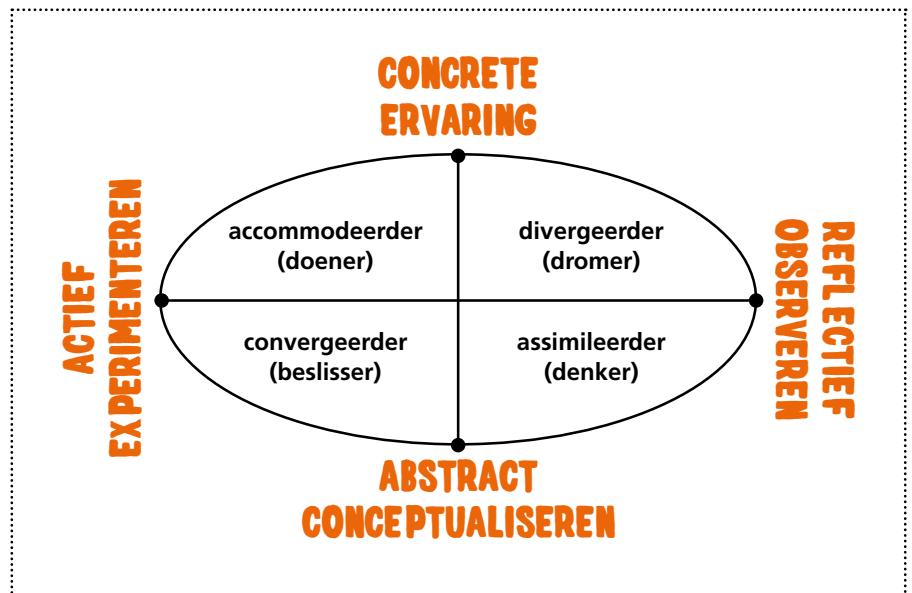 CONCRETE
ERVARING
ACTIEF
EXPERIMENTEREN
accommodeerder
(doener)
divergeerder
(dromer)
REFLECTIEF
OBSERVEREN
convergeerder
(beslisser)
assimileerder
(denker)
ABSTRACT
CONCEPTUALISEREN